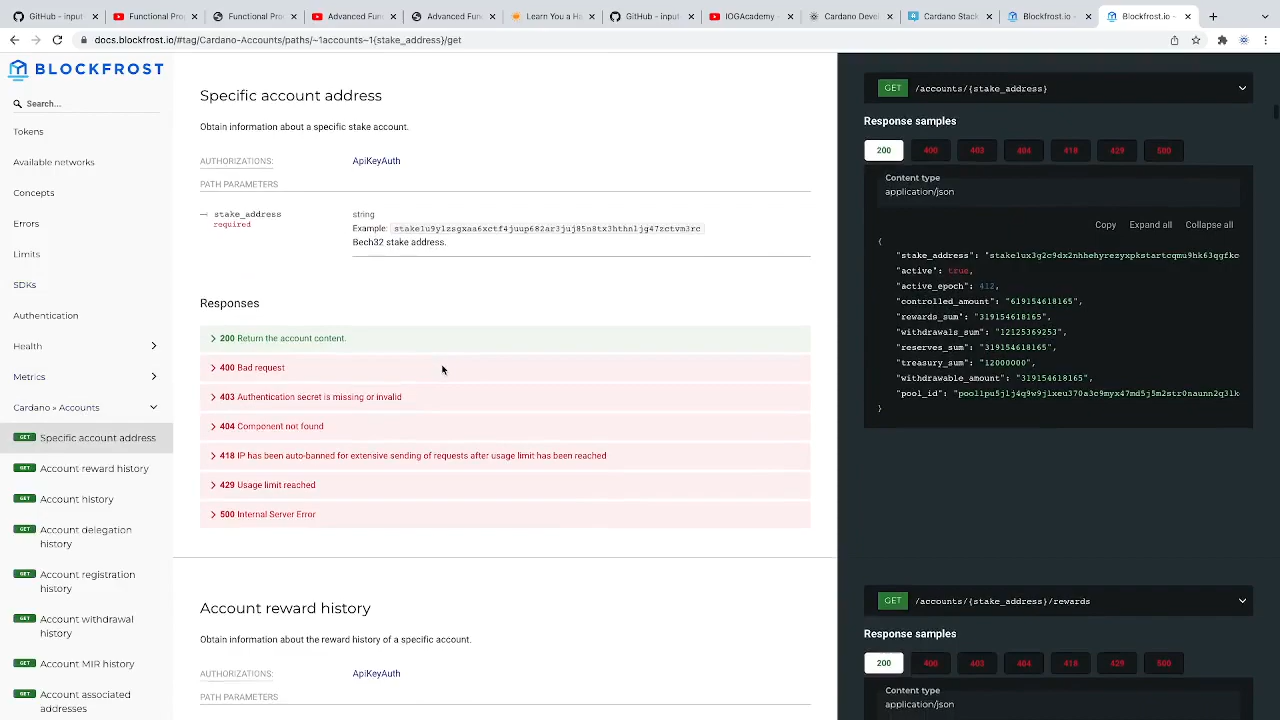 GitHub - input
Functional Pro
Functional Pro
Advanced Func
Advanced Func
Learn You a Ha
GitHub - input
IOGAcademy -
Cardano Devel
Cardano Stack
Blockfrost.io -
Blockfrost.io -
docs.blockfrost.io/#tag/Cardano-Accounts/paths/~1accounts~1{stake_address}/get
BLOCKFROST
Search...
Tokens
Available networks
Concepts
Errors
Limits
SDKs
Authentication
Health
Metrics
Cardano » Accounts
GET Specific account address
GET Account reward history
GET Account history
GET Account delegation
history
GET Account registration
history
GET Account withdrawal
history
GET Account MIR history
GET Account associated
addresses
Specific account address
Obtain information about a specific stake account.
AUTHORIZATIONS: ApiKeyAuth
PATH PARAMETERS
stake_address
required
string
Example: stake1u9ylzsgxaa6xctf4juup682ar3juj85n8tx3hthnljg47zctvm3rc
Bech32 stake address.
Responses
200 Return the account content.
400 Bad request
403 Authentication secret is missing or invalid
404 Component not found
418 IP has been auto-banned for extensive sending of requests after usage limit has been reached
429 Usage limit reached
500 Internal Server Error
Account reward history
Obtain information about the reward history of a specific account.
AUTHORIZATIONS: ApiKeyAuth
PATH PARAMETERS
GET /accounts/{stake_address}
Response samples
200 400 403 404 418 429 500
Content type
application/json
Copy Expand all Collapse all
{
"stake_address": "stake1ux3g2c9dx2nhhehyrezyxpkstartcqmu9hk63qgfkc
"active": true,
"active_epoch": 412,
"controlled_amount": "619154618165",
"rewards_sum": "319154618165",
"withdrawals_sum": "12125369253",
"reserves_sum": "319154618165",
"treasury_sum": "12000000",
"withdrawable_amount": "319154618165",
"pool_id": "pool1pu5jlj4q9w9jlxeu370a3c9myx47md5j5m2str0naunn2q3lk
}
GET /accounts/{stake_address}/rewards
Response samples
200 400 403 404 418 429 500
Content type
application/json